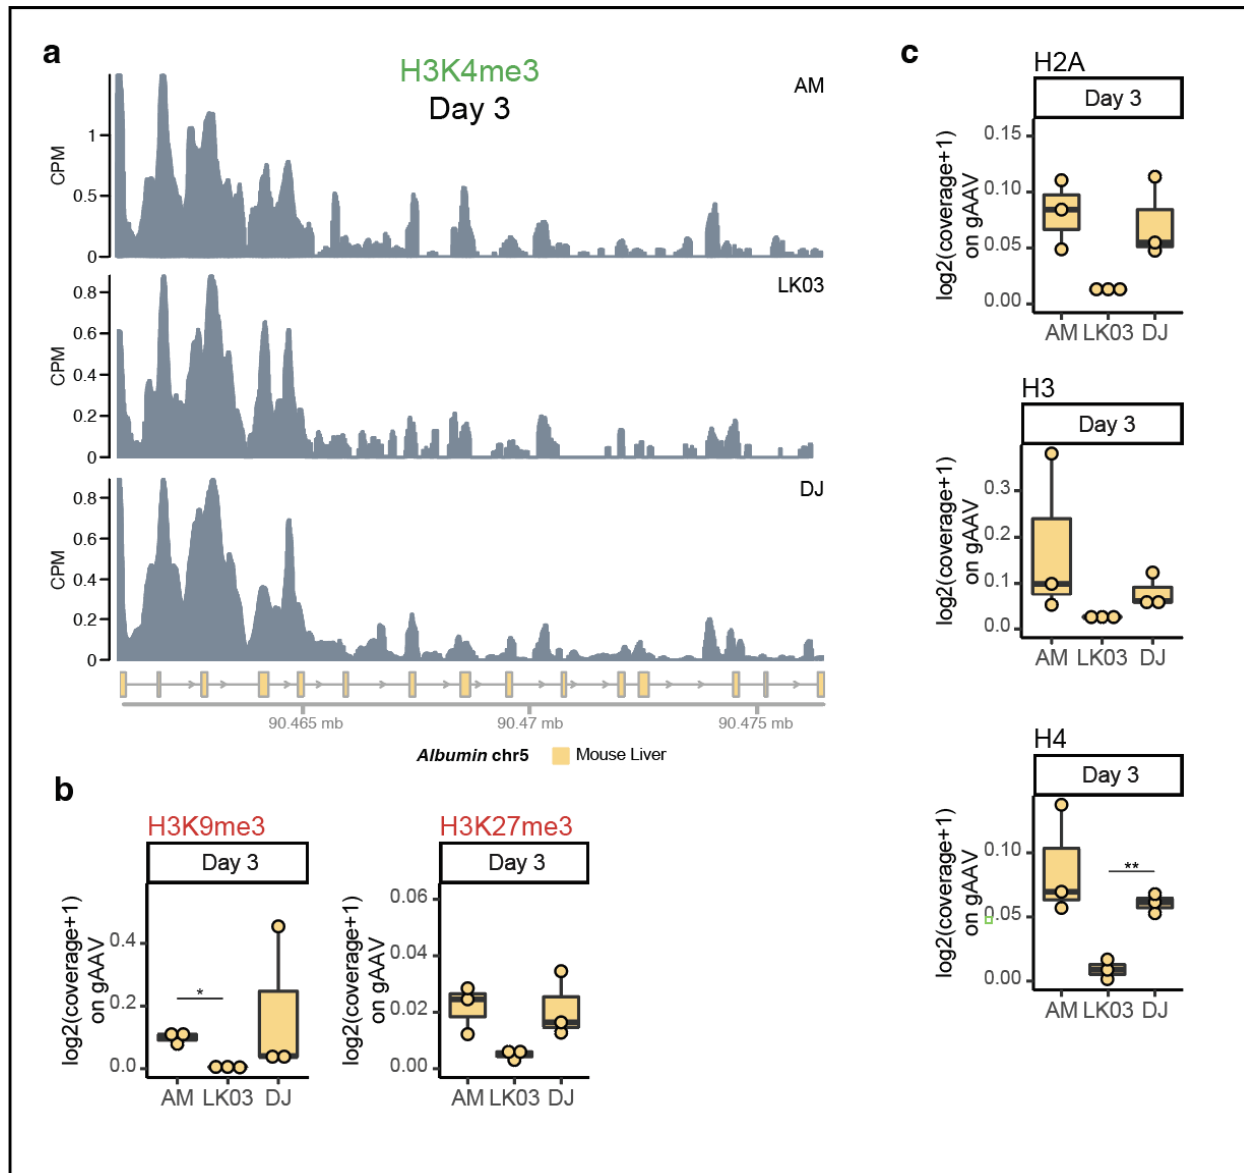 a
H3K4me3
Day 3
AM
CPM
1
0.5
0
LK03
CPM
0.8
0.6
0.4
0.2
0
DJ
CPM
0.8
0.6
0.4
0.2
0
90.465 mb
90.47 mb
90.475 mb
Albumin chr5
Mouse Liver
b
H3K9me3
Day 3
log2(coverage+1)
on gAAV
0.4
0.2
0.0
AM
LK03
DJ
*
H3K27me3
Day 3
log2(coverage+1)
on gAAV
0.06
0.04
0.02
0.00
AM
LK03
DJ
c
H2A
Day 3
log2(coverage+1)
on gAAV
0.15
0.10
0.05
0.00
AM
LK03
DJ
H3
Day 3
log2(coverage+1)
on gAAV
0.3
0.2
0.1
0.0
AM
LK03
DJ
H4
Day 3
log2(coverage+1)
on gAAV
0.10
0.05
0.00
**
AM
LK03
DJ